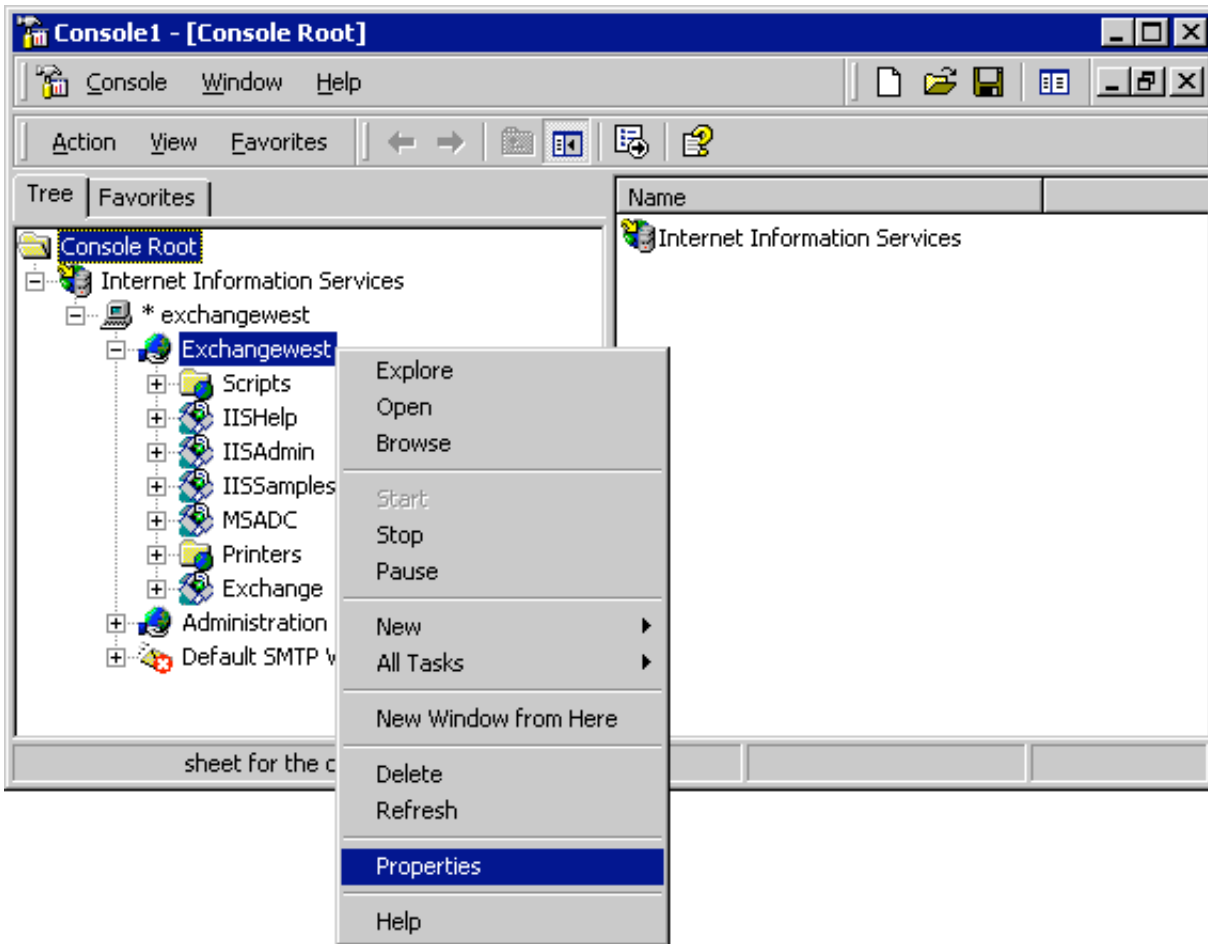 Console1 - [Console Root]
Console Window Help
Action View Favorites
Tree Favorites
Name
Console Root
Internet Information Services
Internet Information Services
* exchangewest
Exchangewest
Scripts
IISHelp
IISAdmin
IISSamples
MSADC
Printers
Exchange
Administration
Default SMTP V
Explore
Open
Browse
Start
Stop
Pause
New
All Tasks
New Window from Here
Delete
Refresh
Properties
Help
sheet for the c